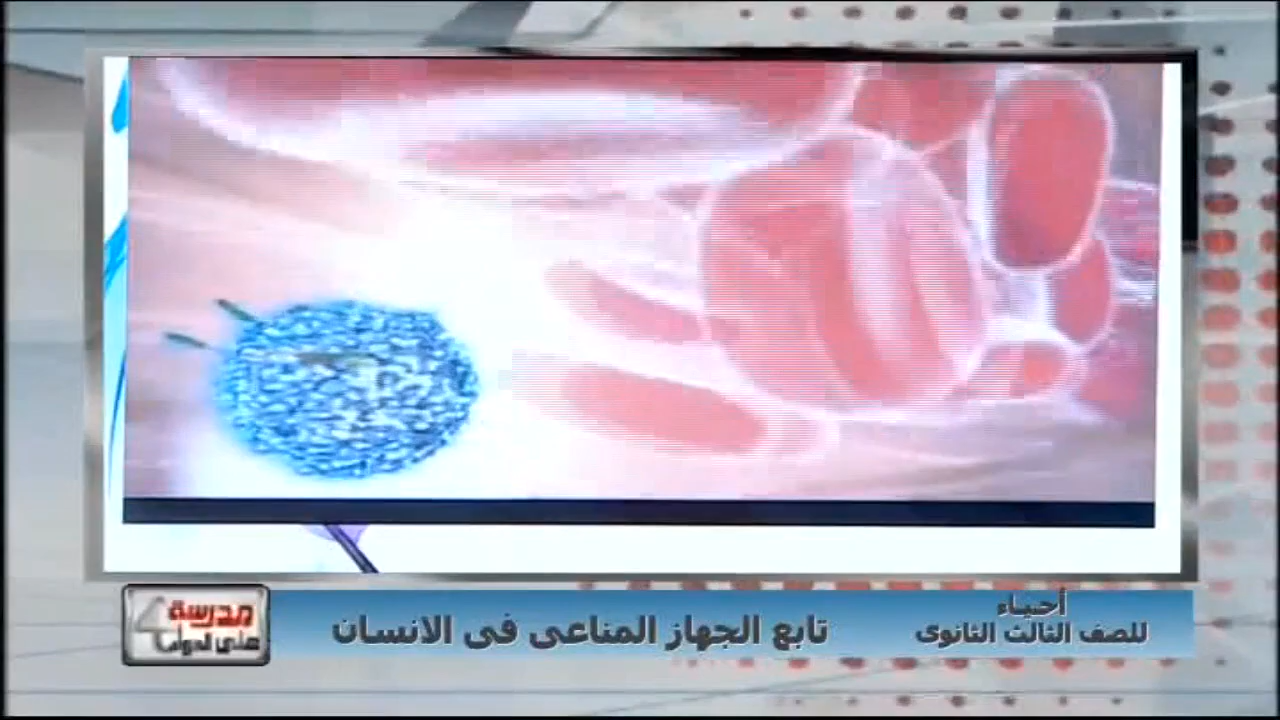 أحياء
للصف الثالث الثانوى
تابع الجهاز المناعى فى الانسان
مدرسة
على الهواء